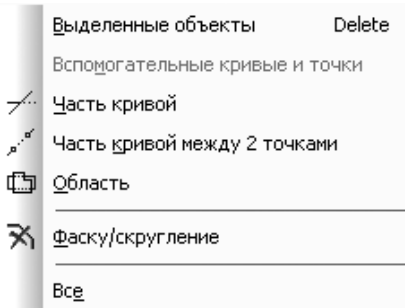 Выделенные объекты Delete
Вспомогательные кривые и точки
Часть кривой
Часть кривой между 2 точками
Область
Фаску/скругление
Все